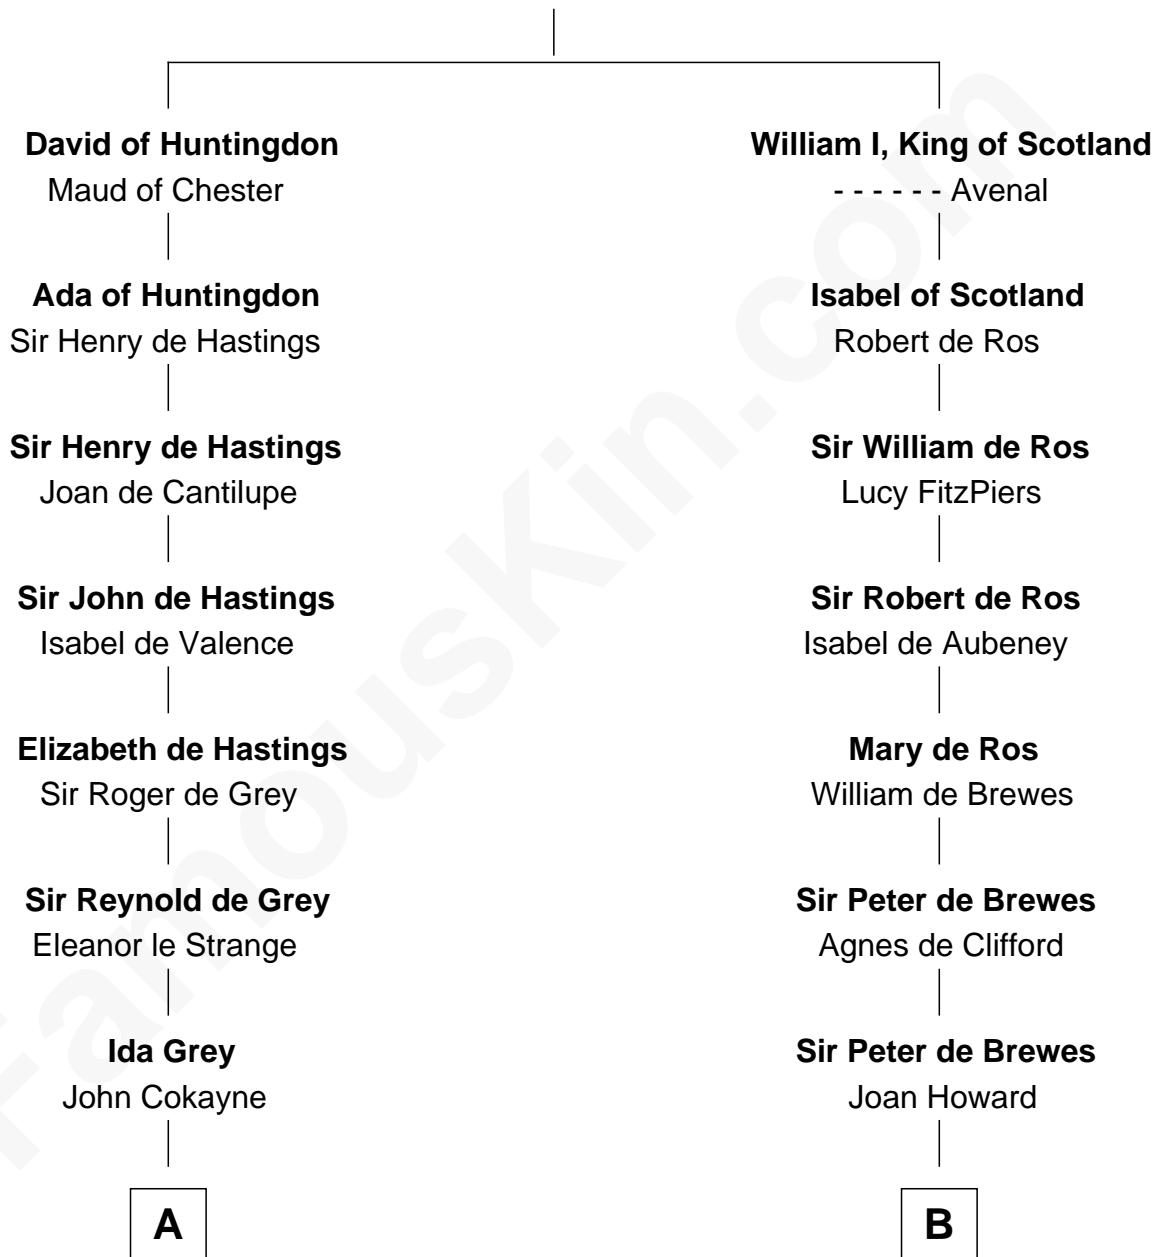 David of Huntingdon
Maud of Chester
Ada of Huntingdon
Sir Henry de Hastings
Sir Henry de Hastings
Joan de Cantilupe
Sir John de Hastings
Isabel de Valence
Elizabeth de Hastings
Sir Roger de Grey
Sir Reynold de Grey
Eleanor le Strange
Ida Grey
John Cokayne
A
William I, King of Scotland
- - - - - - Avenal
Isabel of Scotland
Robert de Ros
Sir William de Ros
Lucy FitzPiers
Sir Robert de Ros
Isabel de Aubeney
Mary de Ros
William de Brewes
Sir Peter de Brewes
Agnes de Clifford
Sir Peter de Brewes
Joan Howard
B
FamousKin.com